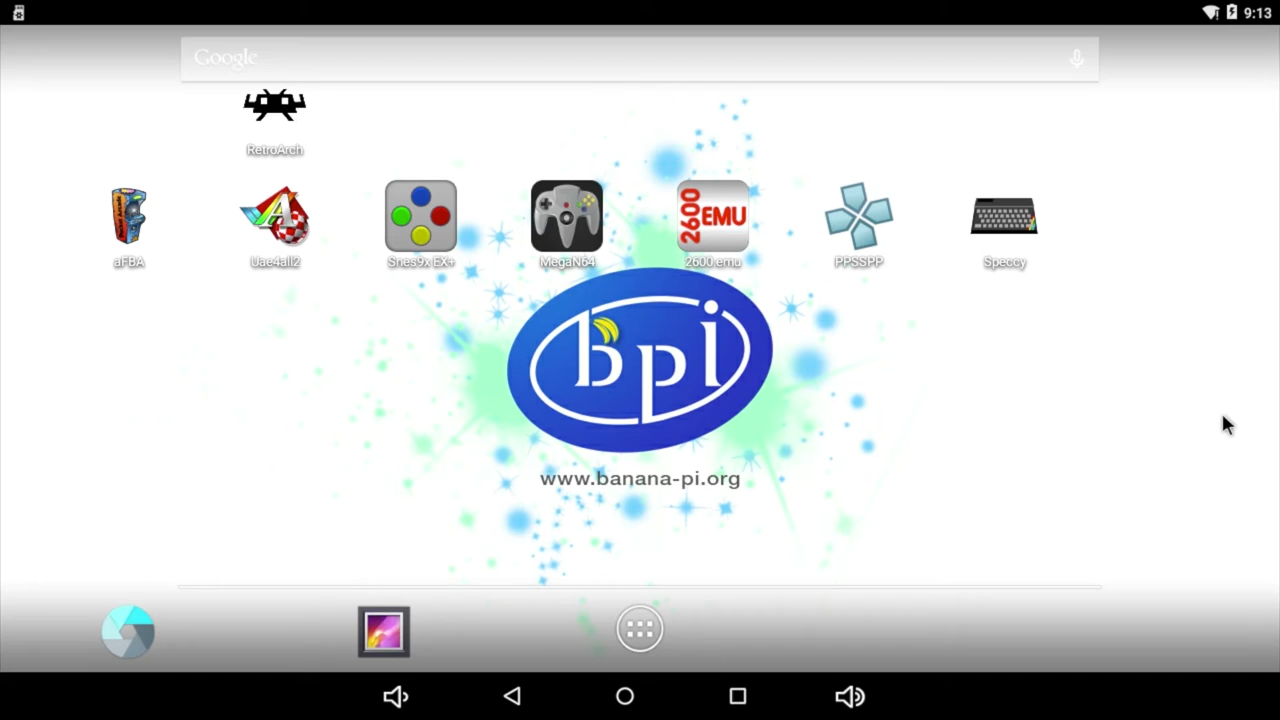 9:13
Google
RetroArch
aFBA
Uae4all2
Snes9x EX+
MegaN64
2600 EMU
2600.emu
PPSSPP
Speccy
bpi
www.banana-pi.org